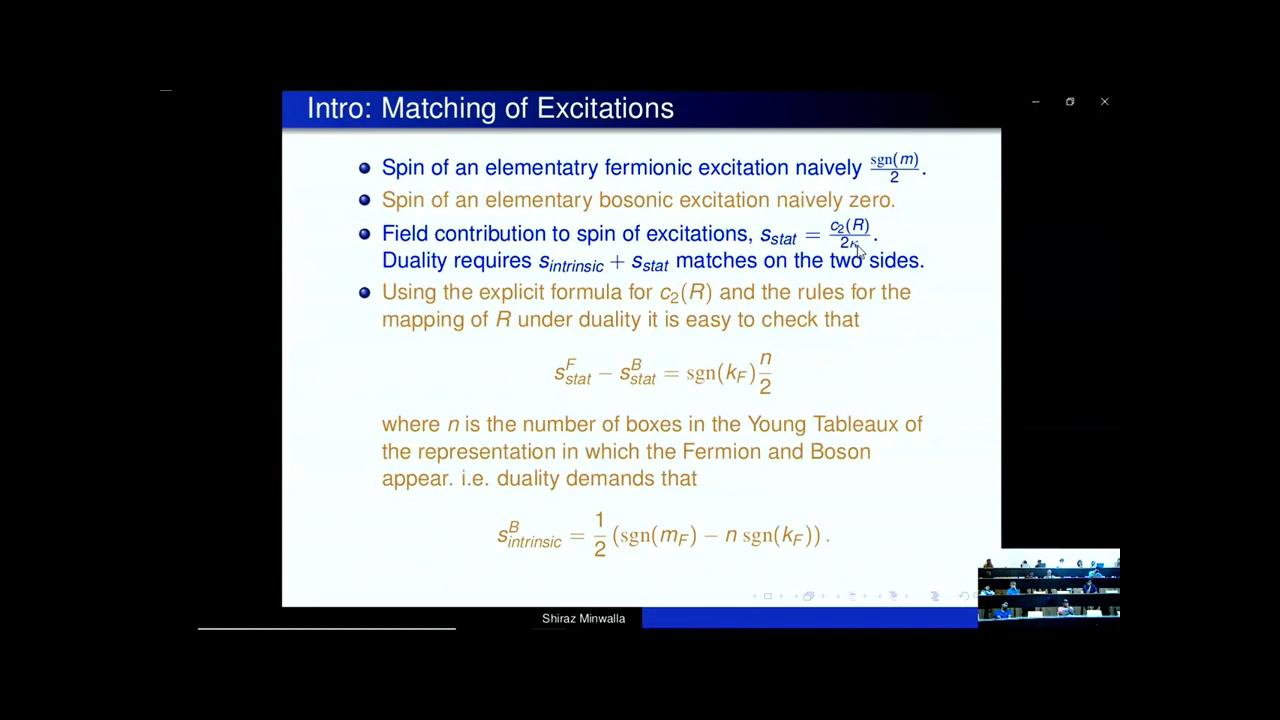 Intro: Matching of Excitations
Spin of an elementatry fermionic excitation naively sgn(m)/2.
Spin of an elementary bosonic excitation naively zero.
Field contribution to spin of excitations, s_stat = c₂(R)/2κ.
Duality requires s_intrinsic + s_stat matches on the two sides.
Using the explicit formula for c₂(R) and the rules for the
mapping of R under duality it is easy to check that
s^F_stat − s^B_stat = sgn(k_F) n/2
where n is the number of boxes in the Young Tableaux of
the representation in which the Fermion and Boson
appear. i.e. duality demands that
s^B_intrinsic = 1/2 (sgn(m_F) − n sgn(k_F)).
Shiraz Minwalla